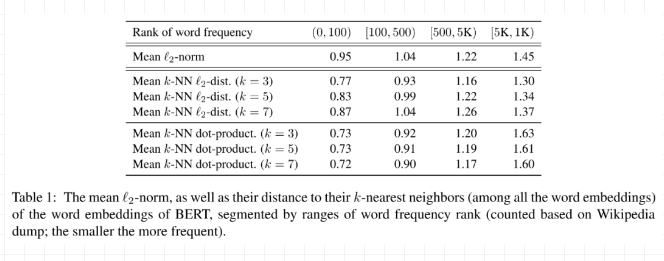 Rank of word frequency (0, 100) [100, 500) [500, 5K) [5K, 1K)
Mean ℓ₂-norm 0.95 1.04 1.22 1.45
Mean k-NN ℓ₂-dist. (k = 3) 0.77 0.93 1.16 1.30
Mean k-NN ℓ₂-dist. (k = 5) 0.83 0.99 1.22 1.34
Mean k-NN ℓ₂-dist. (k = 7) 0.87 1.04 1.26 1.37
Mean k-NN dot-product. (k = 3) 0.73 0.92 1.20 1.63
Mean k-NN dot-product. (k = 5) 0.73 0.91 1.19 1.61
Mean k-NN dot-product. (k = 7) 0.72 0.90 1.17 1.60
Table 1: The mean ℓ₂-norm, as well as their distance to their k-nearest neighbors (among all the word embeddings)
of the word embeddings of BERT, segmented by ranges of word frequency rank (counted based on Wikipedia
dump; the smaller the more frequent).